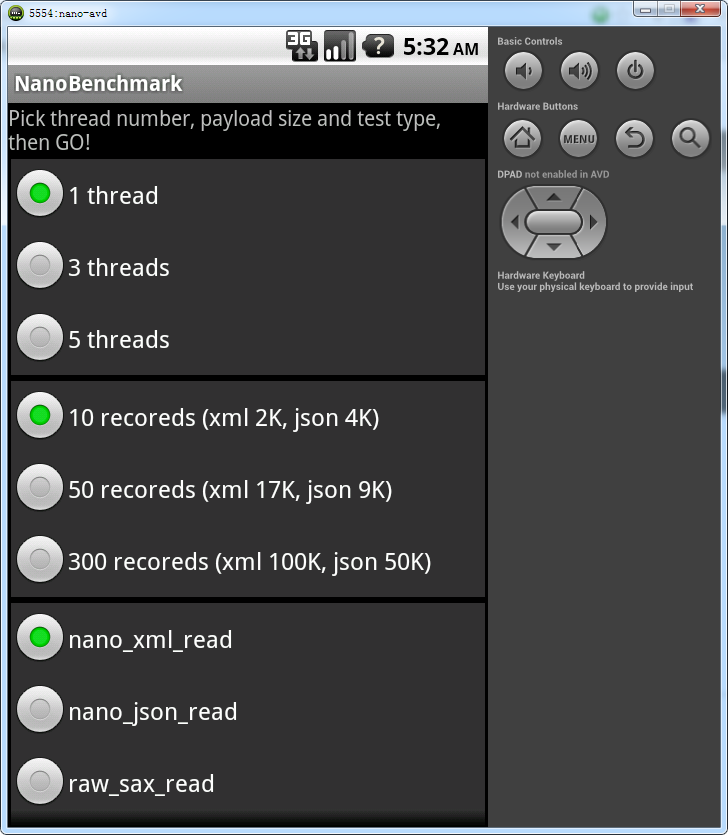 5554:nano-avd
3G ? 5:32 AM
NanoBenchmark
Pick thread number, payload size and test type,
then GO!
1 thread
3 threads
5 threads
10 recoreds (xml 2K, json 4K)
50 recoreds (xml 17K, json 9K)
300 recoreds (xml 100K, json 50K)
nano_xml_read
nano_json_read
raw_sax_read
Basic Controls
Hardware Buttons
MENU
DPAD not enabled in AVD
Hardware Keyboard
Use your physical keyboard to provide input